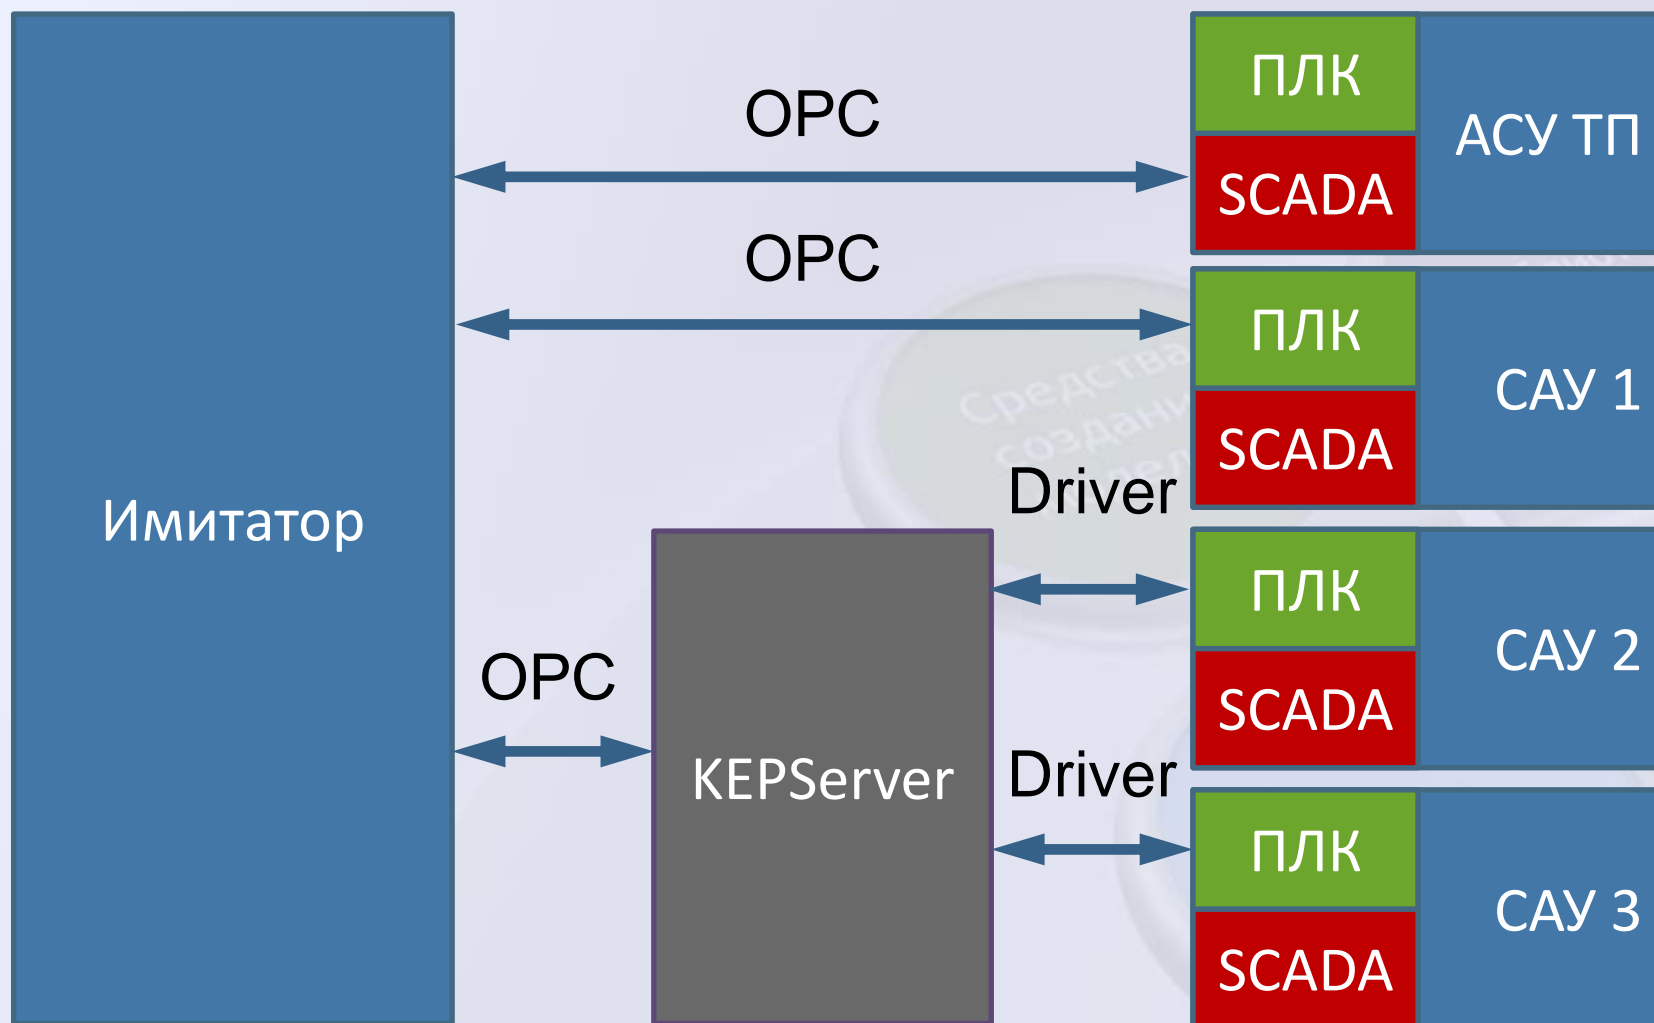 Имитатор
OPC
ПЛК
SCADA
АСУ ТП
OPC
ПЛК
SCADA
САУ 1
Средства
Driver
ПЛК
SCADA
САУ 2
OPC
KEPServer
Driver
ПЛК
SCADA
САУ 3